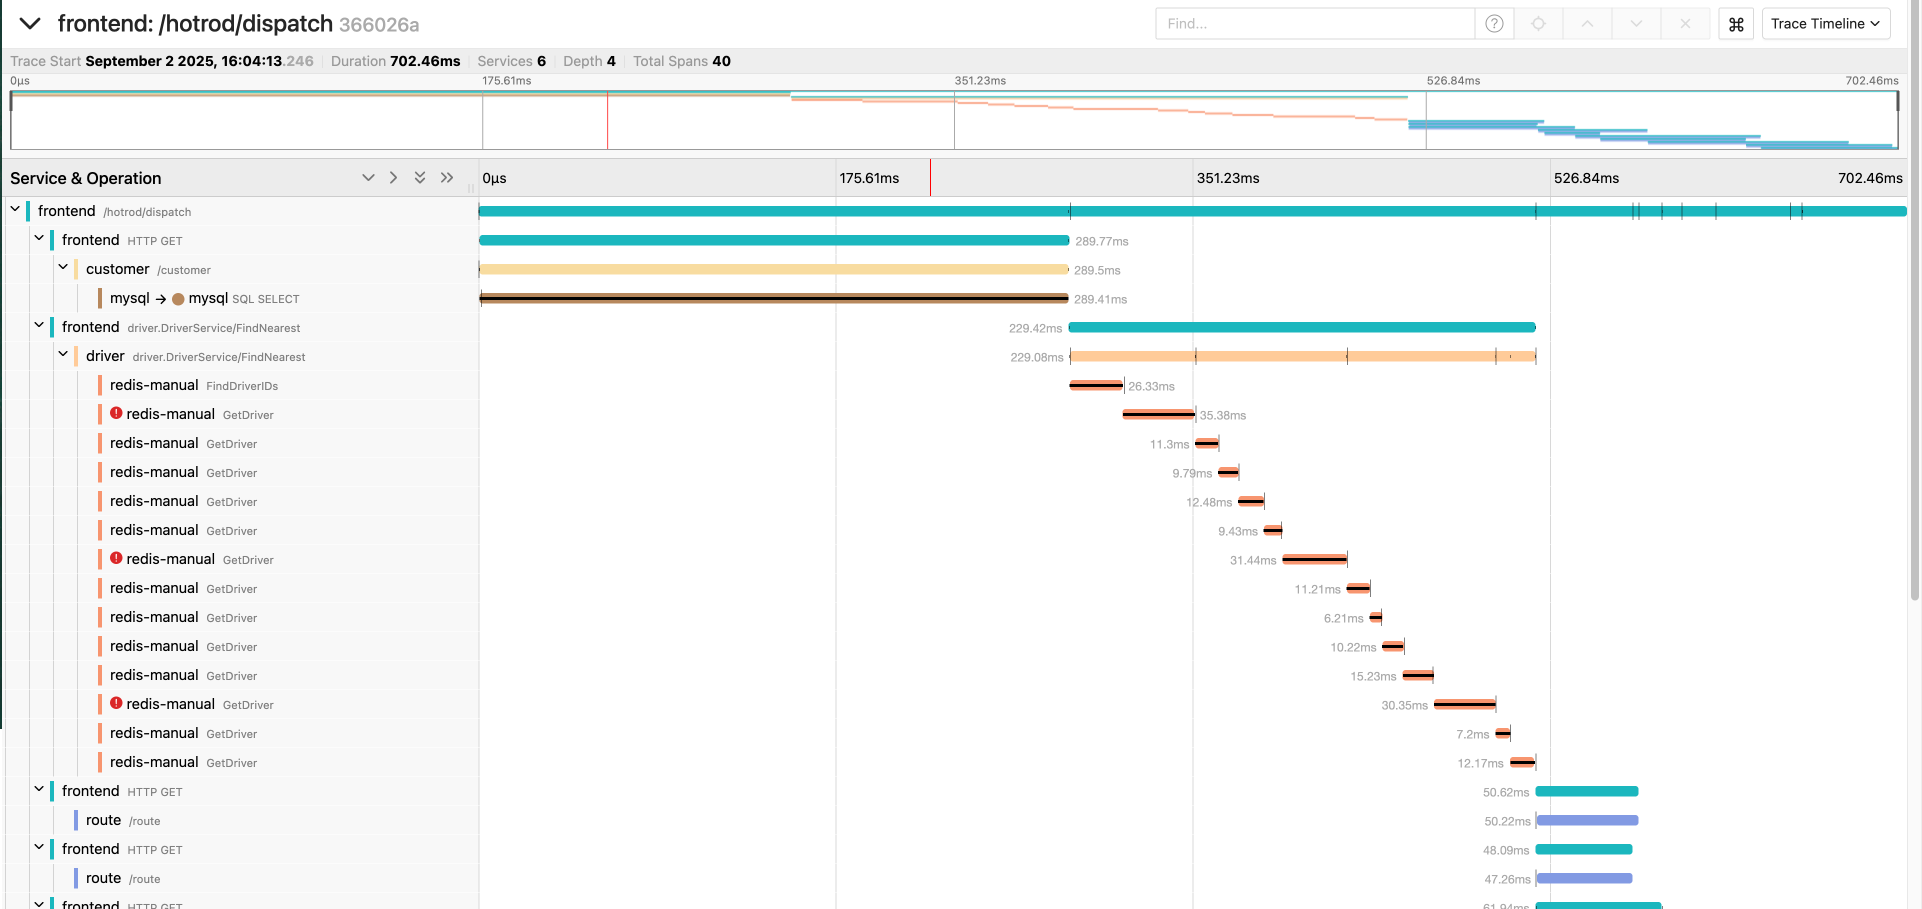 frontend: /hotrod/dispatch 366026a
Find...
?
⌘
Trace Timeline
Trace Start September 2 2025, 16:04:13.246 Duration 702.46ms Services 6 Depth 4 Total Spans 40
0μs 175.61ms 351.23ms 526.84ms 702.46ms
Service & Operation
0μs 175.61ms 351.23ms 526.84ms 702.46ms
frontend /hotrod/dispatch
frontend HTTP GET 289.77ms
customer /customer 289.5ms
mysql → mysql SQL SELECT 289.41ms
frontend driver.DriverService/FindNearest 229.42ms
driver driver.DriverService/FindNearest 229.08ms
redis-manual FindDriverIDs 26.33ms
redis-manual GetDriver 35.38ms
redis-manual GetDriver 11.3ms
redis-manual GetDriver 9.79ms
redis-manual GetDriver 12.48ms
redis-manual GetDriver 9.43ms
redis-manual GetDriver 31.44ms
redis-manual GetDriver 11.21ms
redis-manual GetDriver 6.21ms
redis-manual GetDriver 10.22ms
redis-manual GetDriver 15.23ms
redis-manual GetDriver 30.35ms
redis-manual GetDriver 7.2ms
redis-manual GetDriver 12.17ms
frontend HTTP GET 50.62ms
route /route 50.22ms
frontend HTTP GET 48.09ms
route /route 47.26ms
frontend HTTP GET 61.94ms